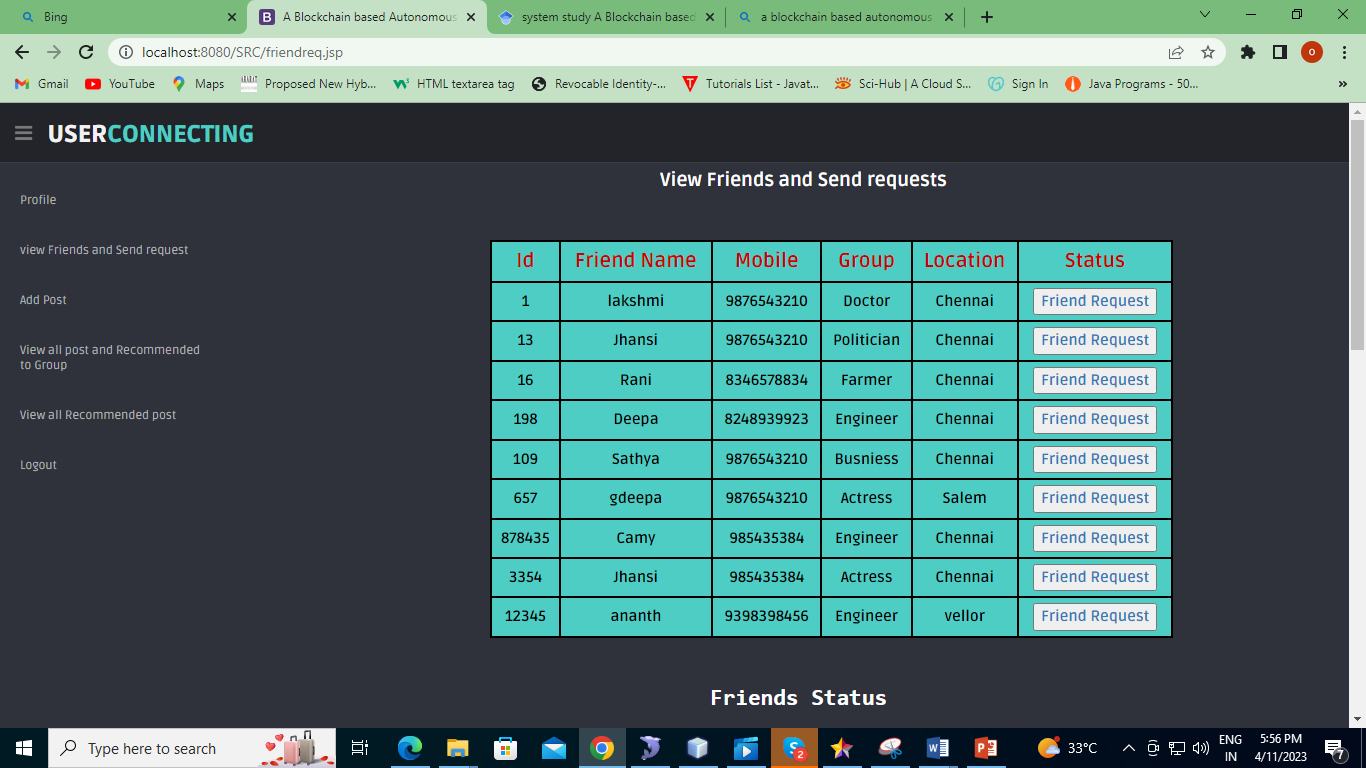 Bing
A Blockchain based Autonomous
system study A Blockchain based
a blockchain based autonomous
localhost:8080/SRC/friendreq.jsp
O
Gmail YouTube Maps Proposed New Hyb... HTML textarea tag Revocable Identity-... Tutorials List - Javat... Sci-Hub | A Cloud S... Sign In Java Programs - 50... »
USERCONNECTING
Profile
view Friends and Send request
Add Post
View all post and Recommended
to Group
View all Recommended post
Logout
View Friends and Send requests
Id Friend Name Mobile Group Location Status
1 lakshmi 9876543210 Doctor Chennai Friend Request
13 Jhansi 9876543210 Politician Chennai Friend Request
16 Rani 8346578834 Farmer Chennai Friend Request
198 Deepa 8248939923 Engineer Chennai Friend Request
109 Sathya 9876543210 Busniess Chennai Friend Request
657 gdeepa 9876543210 Actress Salem Friend Request
878435 Camy 985435384 Engineer Chennai Friend Request
3354 Jhansi 985435384 Actress Chennai Friend Request
12345 ananth 9398398456 Engineer vellor Friend Request
Friends Status
Type here to search
2
33°C
ENG
IN
5:56 PM
4/11/2023
7